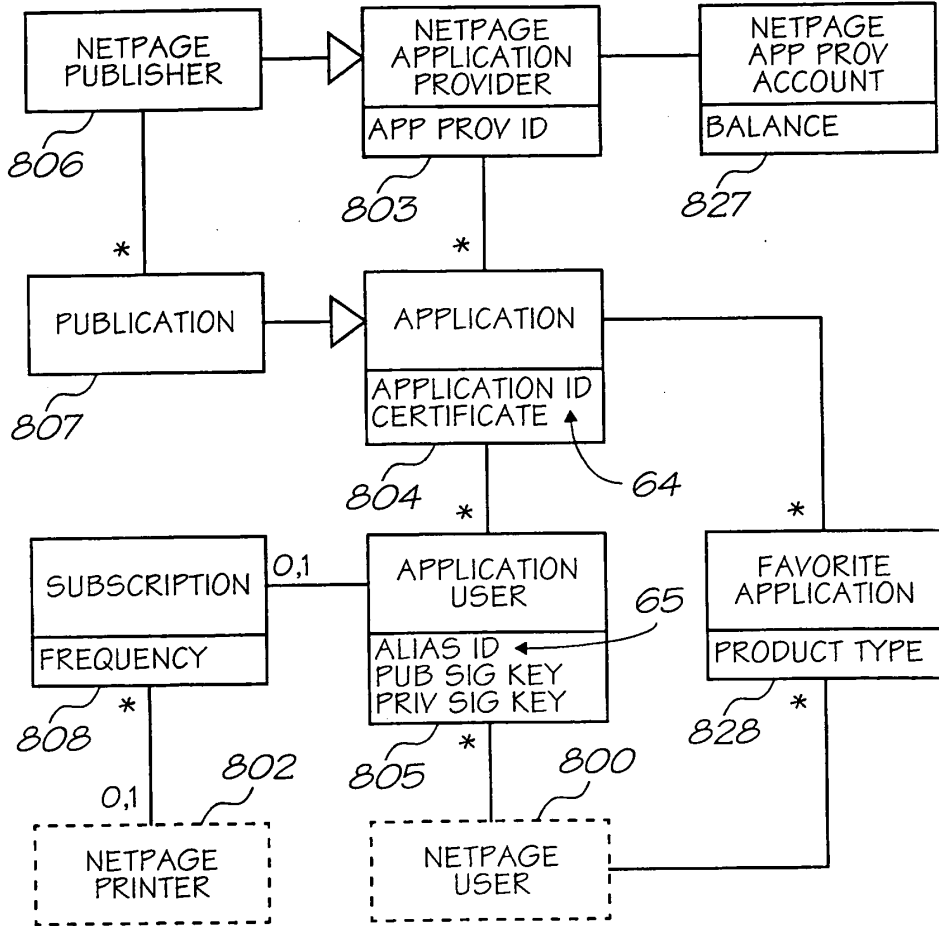 NETPAGE
PUBLISHER
806
NETPAGE
APPLICATION
PROVIDER
APP PROV ID
803
NETPAGE
APP PROV
ACCOUNT
BALANCE
827
*
*
PUBLICATION
807
APPLICATION
APPLICATION ID
CERTIFICATE
804
64
*
*
SUBSCRIPTION
FREQUENCY
808
0,1
APPLICATION
USER
ALIAS ID
PUB SIG KEY
PRIV SIG KEY
805
65
FAVORITE
APPLICATION
PRODUCT TYPE
828
*
*
*
0,1
802
NETPAGE
PRINTER
800
NETPAGE
USER